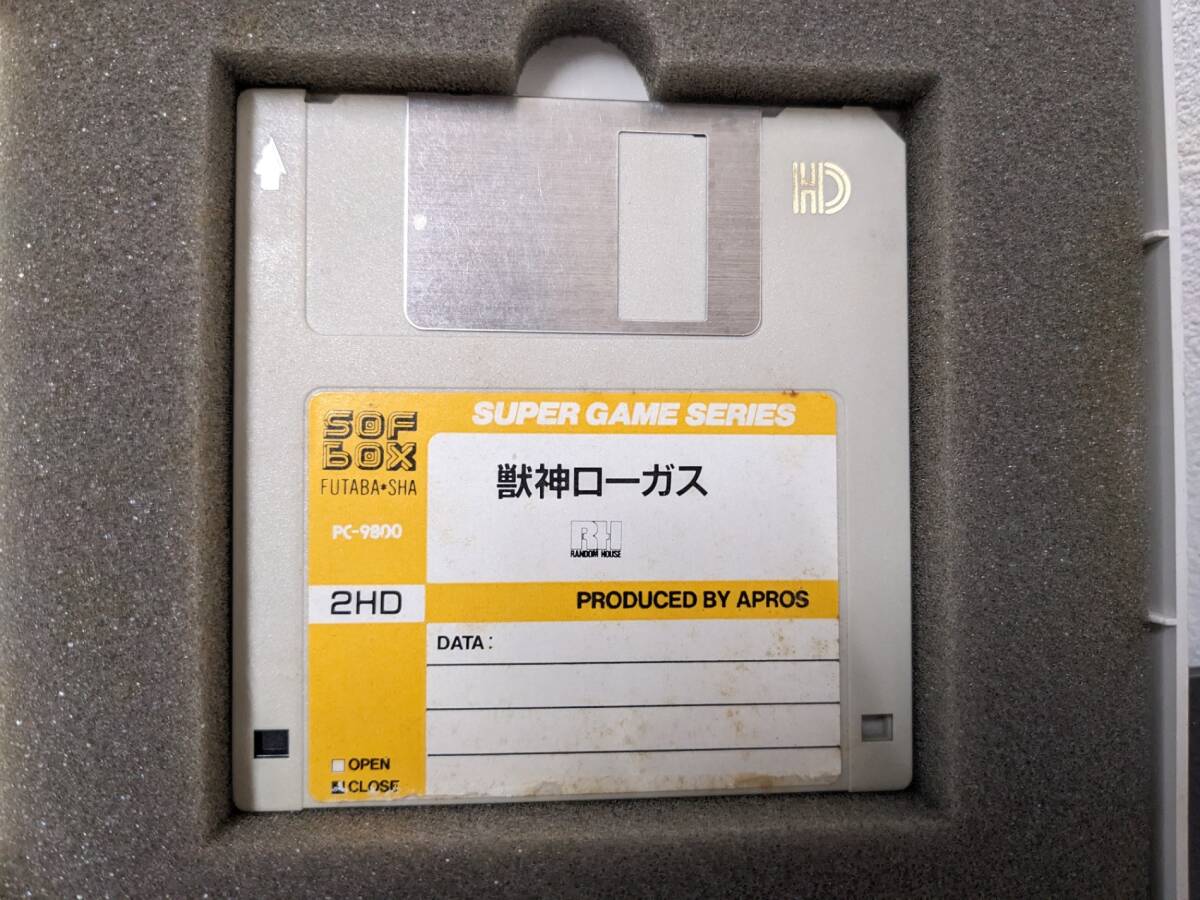 HD
SUPER GAME SERIES
SOF
BOX
FUTABA*SHA
獣神ローガス
PC-9800
RH
RANDOM HOUSE
2HD
PRODUCED BY APROS
DATA:
OPEN
CLOSE